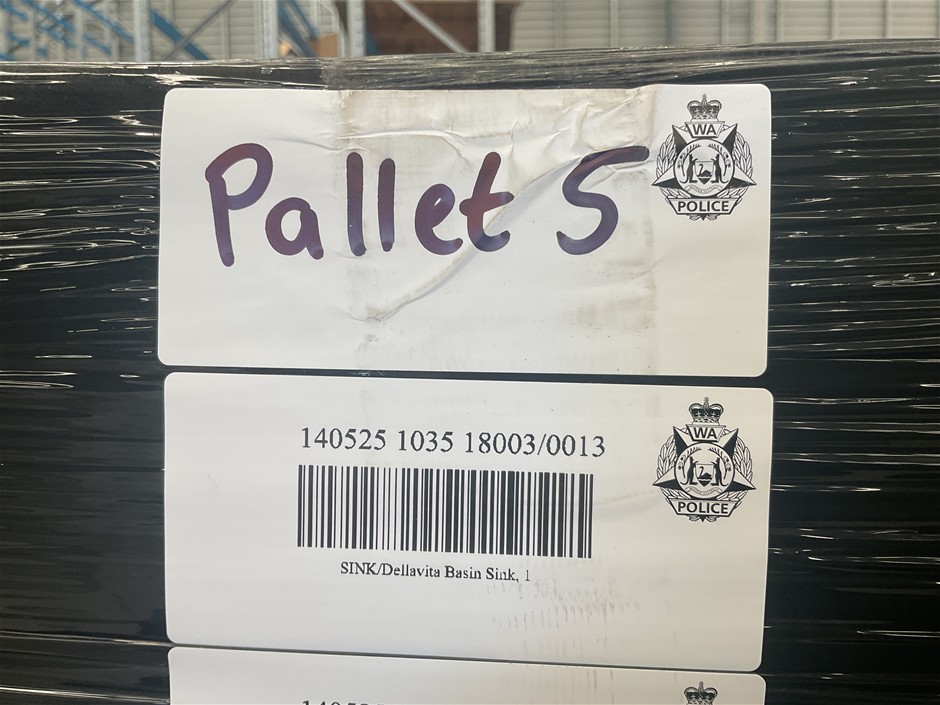 Pallet 5
WA
POLICE
140525 1035 18003/0013
WA
POLICE
SINK/Dellavita Basin Sink, 1